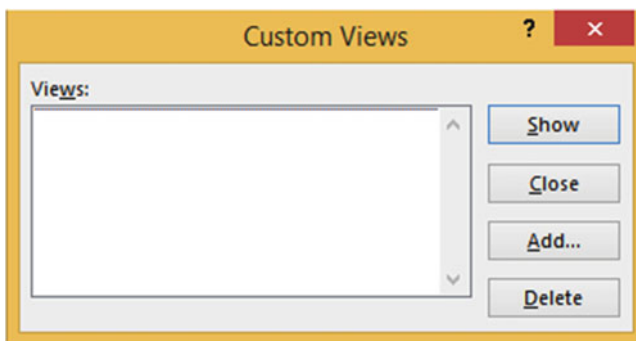 Custom Views ? ×
Views:
Show
Close
Add...
Delete